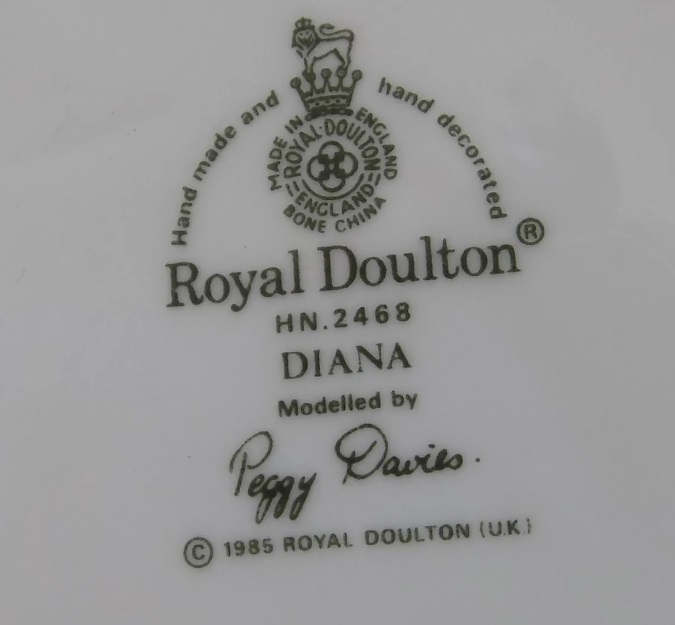 Hand made and hand decorated
MADE IN ENGLAND
ROYAL·DOULTON
ENGLAND
BONE CHINA
Royal Doulton®
HN.2468
DIANA
Modelled by
Peggy Davies.
© 1985 ROYAL DOULTON (U.K.)